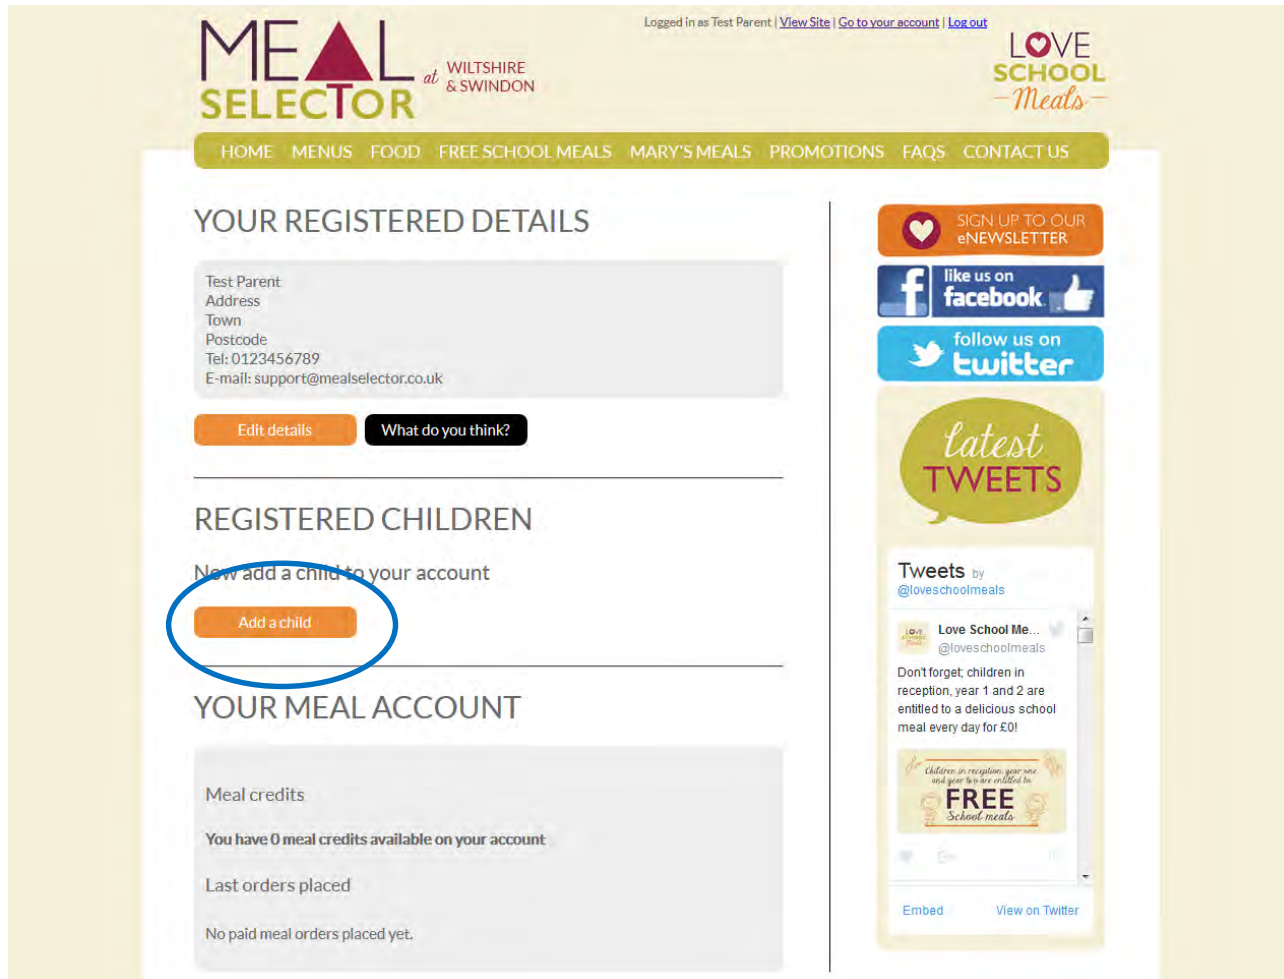 Logged in as Test Parent | View Site | Go to your account | Log out
MEAL
SELECTOR
at WILTSHIRE
& SWINDON
LOVE
SCHOOL
Meals
HOME MENUS FOOD FREE SCHOOL MEALS MARY'S MEALS PROMOTIONS FAQS CONTACT US
YOUR REGISTERED DETAILS
Test Parent
Address
Town
Postcode
Tel: 0123456789
E-mail: support@mealselector.co.uk
Edit details What do you think?
REGISTERED CHILDREN
Now add a child to your account
Add a child
YOUR MEAL ACCOUNT
Meal credits
You have 0 meal credits available on your account
Last orders placed
No paid meal orders placed yet.
SIGN UP TO OUR
eNEWSLETTER
like us on
facebook
follow us on
twitter
latest
TWEETS
Tweets by
@loveschoolmeals
LOVE
SCHOOL
Meals
Love School Me...
@loveschoolmeals
Don't forget; children in
reception, year 1 and 2 are
entitled to a delicious school
meal every day for £0!
Children in reception, year one
and year two are entitled to
FREE
School meals
Embed View on Twitter